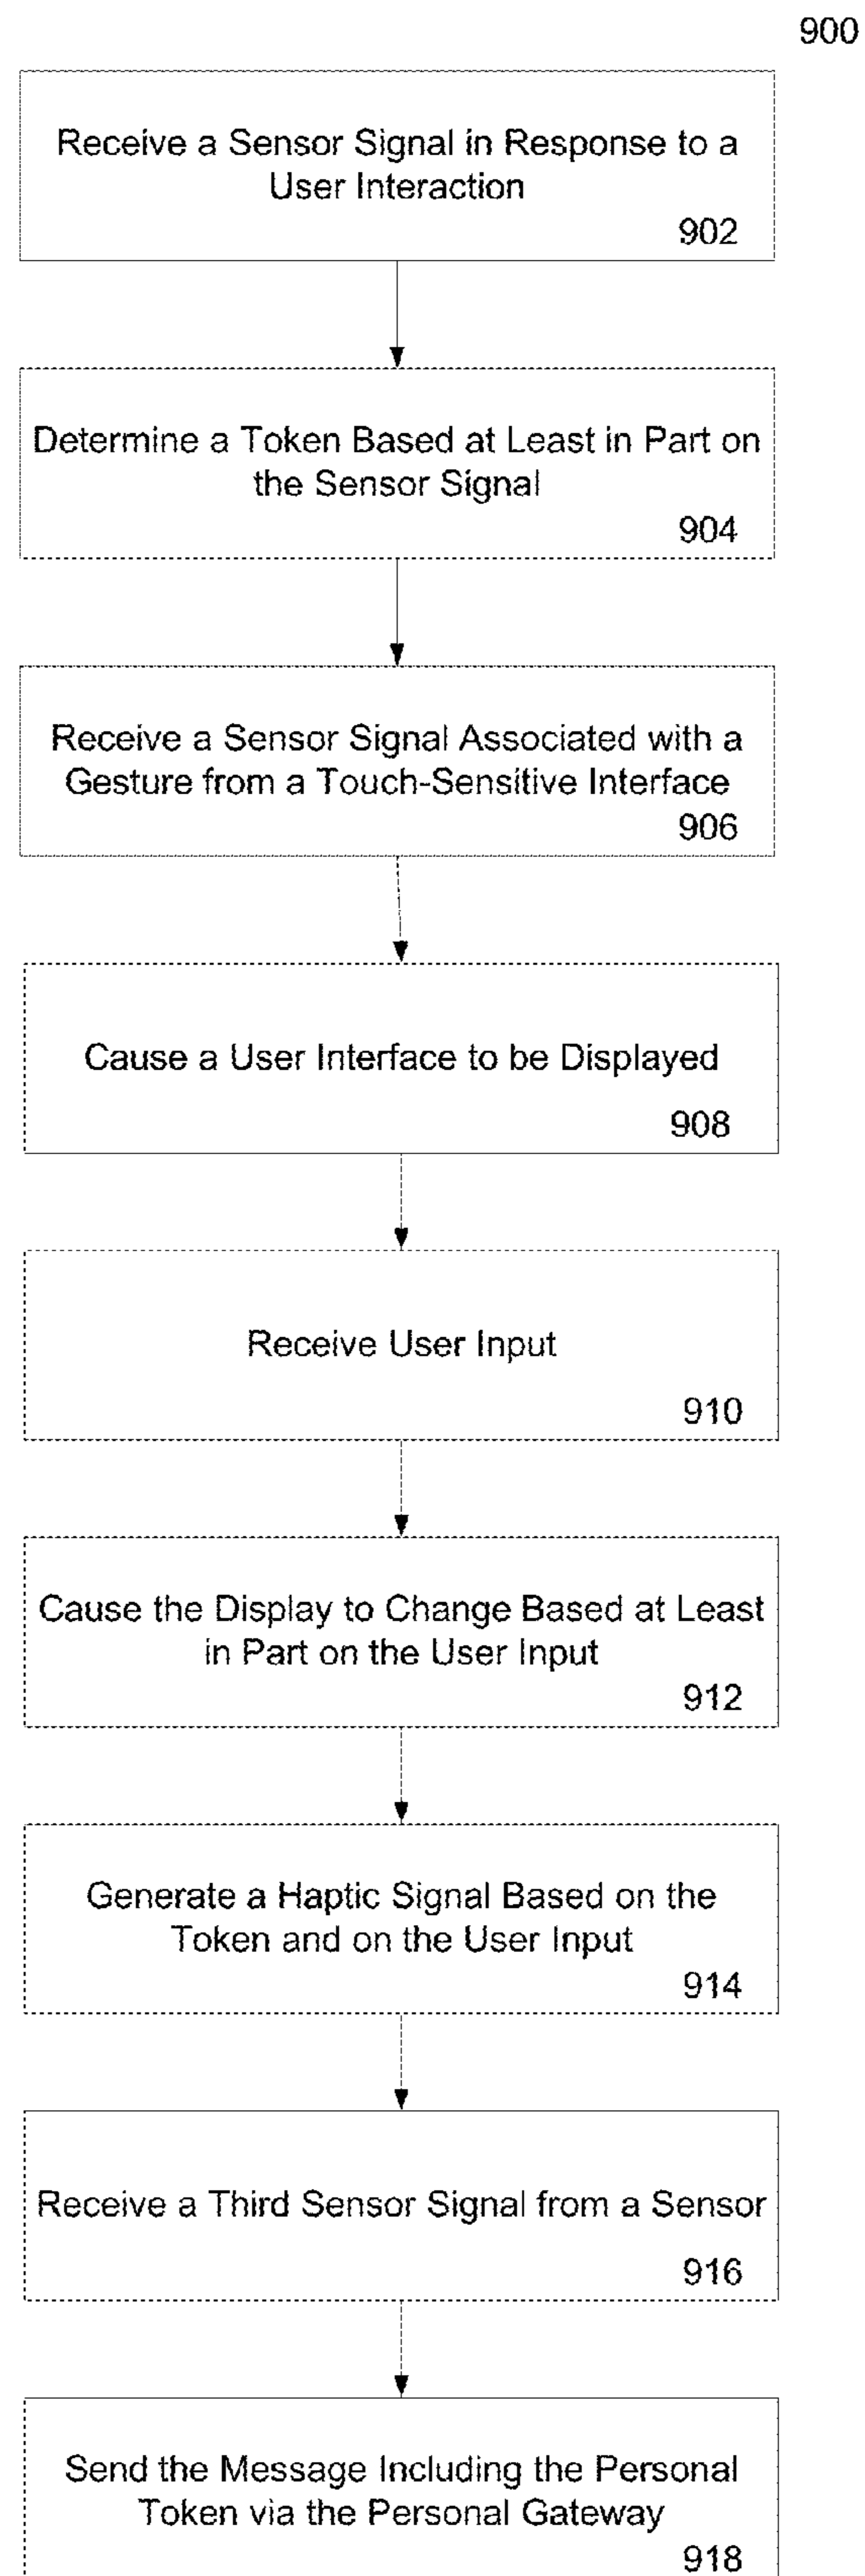 900
Receive a Sensor Signal in Response to a
User Interaction
902
Determine a Token Based at Least in Part on
the Sensor Signal
904
Receive a Sensor Signal Associated with a
Gesture from a Touch-Sensitive Interface
906
Cause a User Interface to be Displayed
908
Receive User Input
910
Cause the Display to Change Based at Least
in Part on the User Input
912
Generate a Haptic Signal Based on the
Token and on the User Input
914
Receive a Third Sensor Signal from a Sensor
916
Send the Message Including the Personal
Token via the Personal Gateway
918